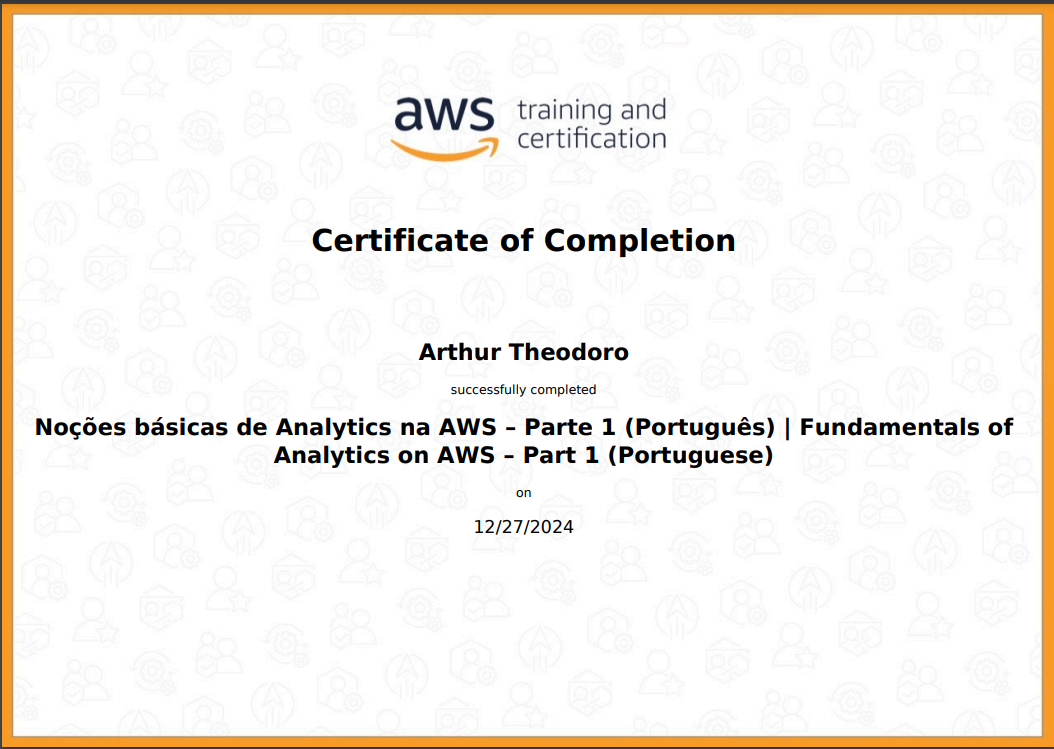 aws training and
certification
Certificate of Completion
Arthur Theodoro
successfully completed
Noções básicas de Analytics na AWS – Parte 1 (Português) | Fundamentals of
Analytics on AWS – Part 1 (Portuguese)
on
12/27/2024